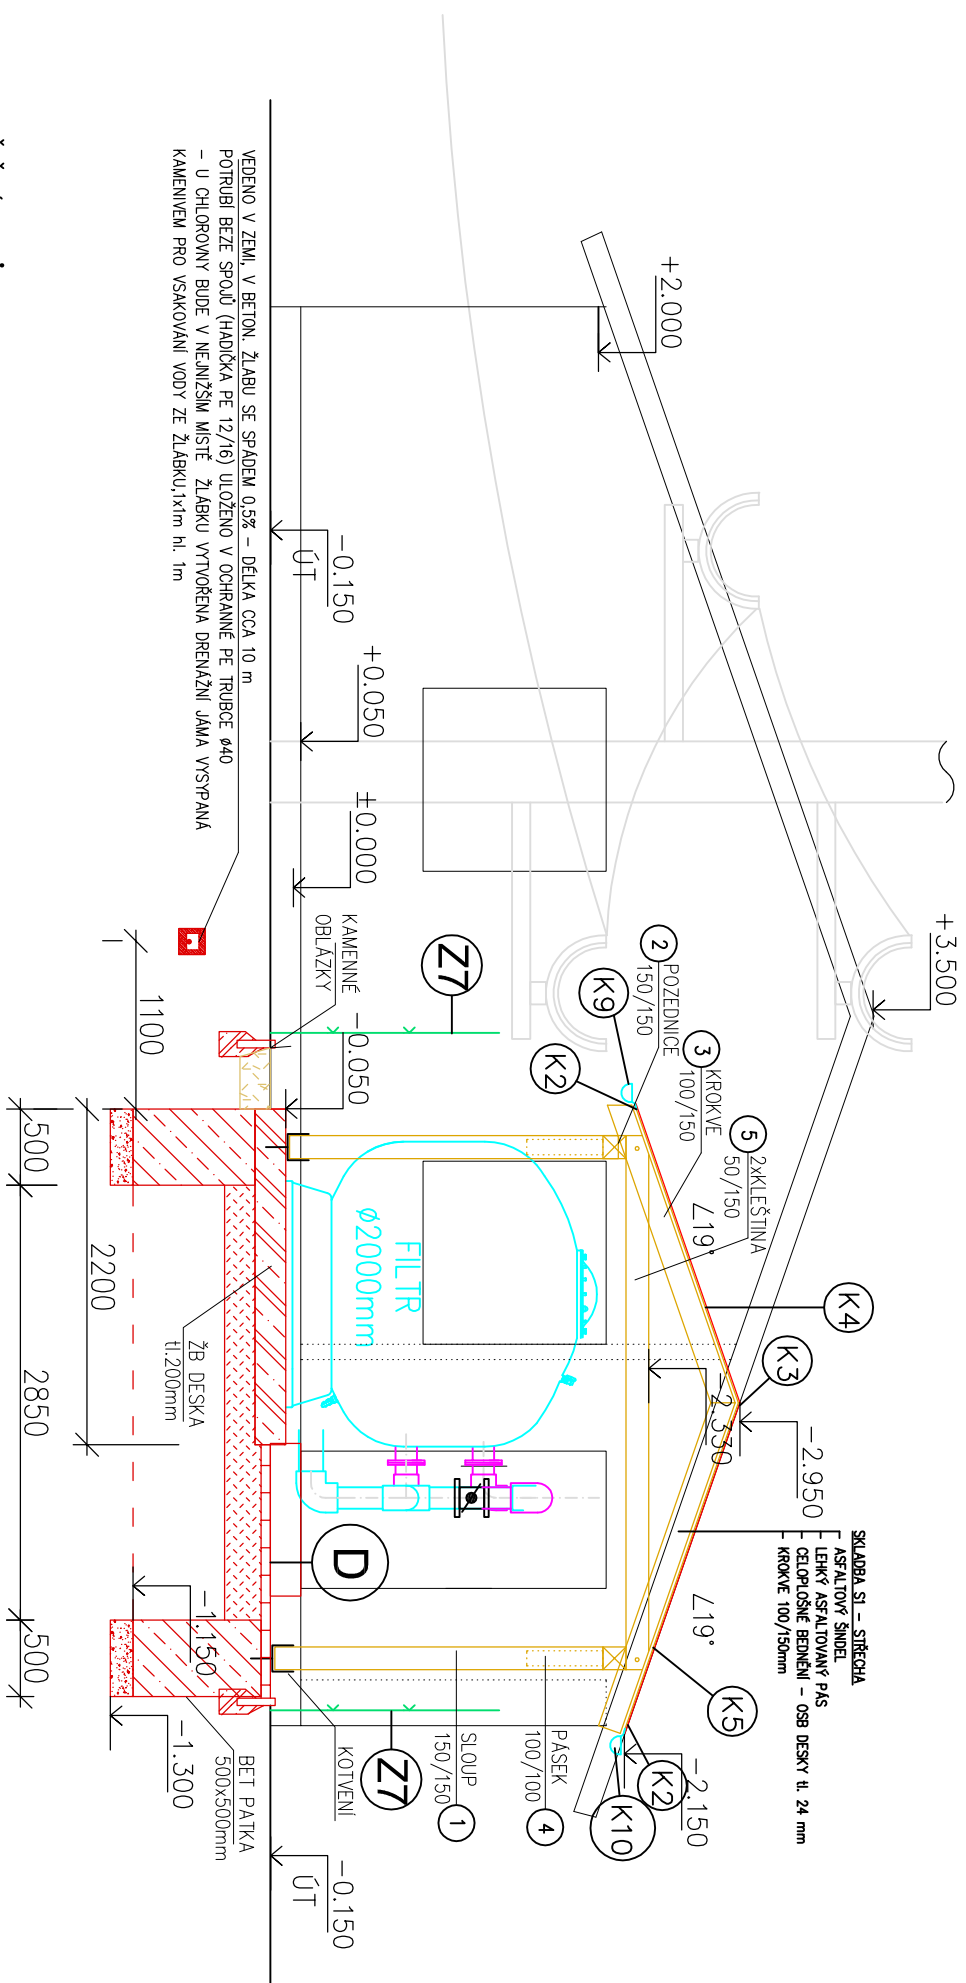 +2.000
+3.500
VEDENO V ZEMI, V BETON. ŽLABU SE SPÁDEM 0,5% – DÉLKA CCA 10 m
POTRUBÍ BEZE SPOJŮ (HADIČKA PE 12/16) ULOŽENO V OCHRANNÉ PE TRUBCE ø40
– U CHLOROVNY BUDE V NEJNIŽŠÍM MÍSTĚ ŽLÁBKU VYTVOŘENA DRENÁŽNÍ JÁMA VYSYPANÁ
KAMENIVEM PRO VSAKOVÁNÍ VODY ZE ŽLÁBKU,1x1m hl. 1m
-0.150
ÚT
+0.050
±0.000
KAMENNÉ
OBLÁZKY
-0.050
Z7
K9
K2
2
POZEDNICE
150/150
3
KROKVE
100/150
5
2xKLEŠTINA
50/150
∠19°
K4
K3
-2.330
-2.950
SKLADBA S1 – STŘECHA
ASFALTOVÝ ŠINDEL
LEHKÝ ASFALTOVANÝ PÁS
CELOPLOŠNÉ BEDNĚNÍ – OSB DESKY tl. 24 mm
KROKVE 100/150mm
∠19°
K5
K2
K10
-2.150
PÁSEK
100/100
4
SLOUP
150/150
1
FILTR
ø2000mm
D
Z7
KOTVENÍ
BET PATKA
500x500mm
-0.150
ÚT
ŽB DESKA
tl.200mm
-1.150
-1.300
1100
2200
500
2850
500